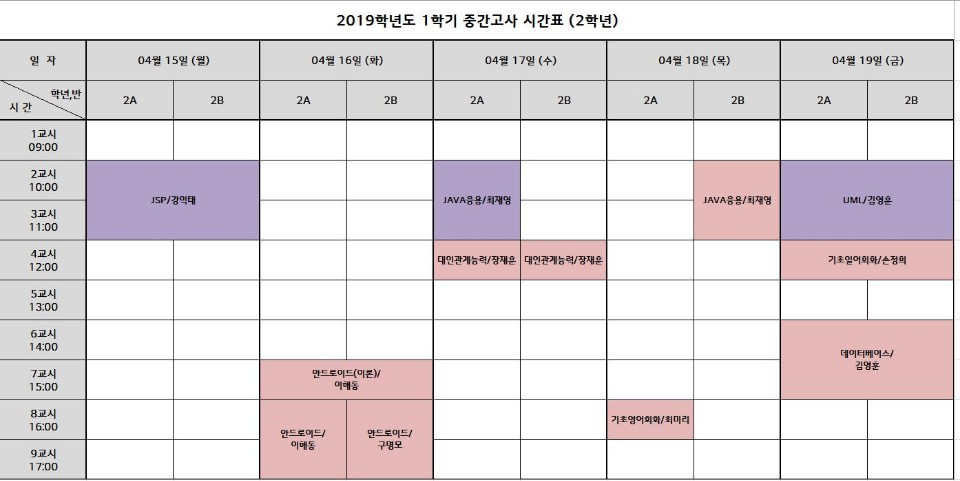 2019학년도 1학기 중간고사 시간표 (2학년)
일 자 04월 15일 (월) 04월 16일 (화) 04월 17일 (수) 04월 18일 (목) 04월 19일 (금)
학년,반
시 간
2A 2B 2A 2B 2A 2B 2A 2B 2A 2B
1교시
09:00
2교시
10:00
JSP/강덕태 JAVA응용/최재영 JAVA응용/최재영 UML/김영훈
3교시
11:00
4교시
12:00
대인관계능력/장재훈 대인관계능력/장재훈 기초일어회화/손정희
5교시
13:00
6교시
14:00
데이터베이스/
김영훈
7교시
15:00
안드로이드(이론)/
이해동
8교시
16:00
기초영어회화/최미리
안드로이드/
이해동
안드로이드/
구명모
9교시
17:00